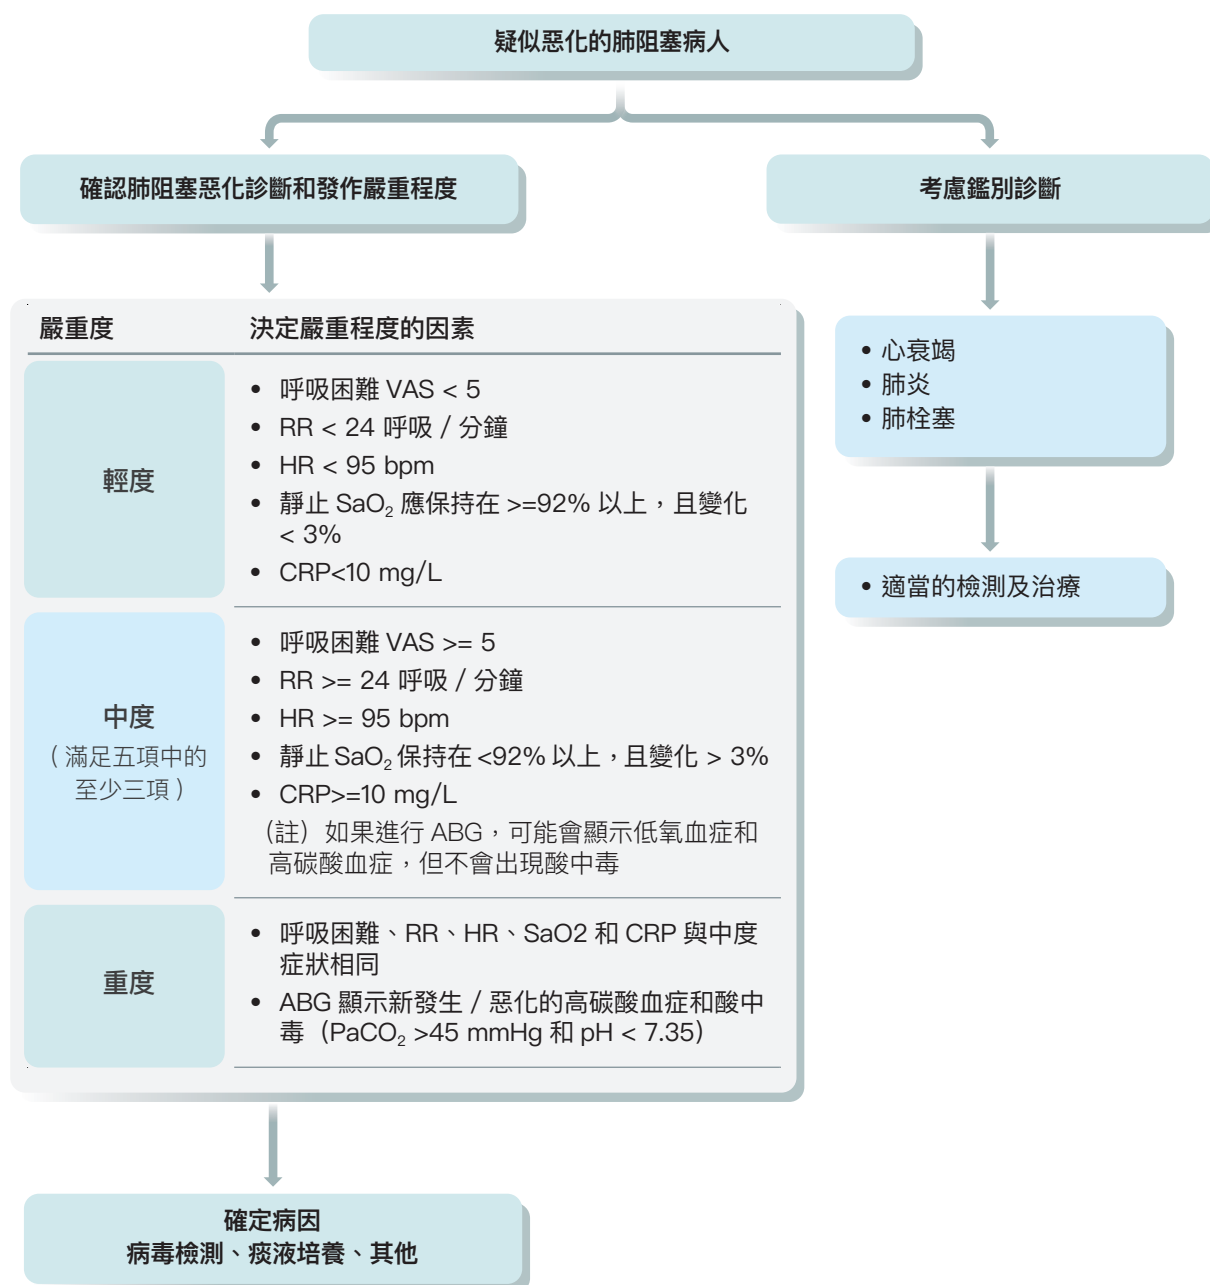 疑似惡化的肺阻塞病人
確認肺阻塞惡化診斷和發作嚴重程度
考慮鑑別診斷
嚴重度
決定嚴重程度的因素
輕度
• 呼吸困難 VAS < 5
• RR < 24 呼吸 / 分鐘
• HR < 95 bpm
• 靜止 SaO₂ 應保持在 >=92% 以上，且變化
< 3%
• CRP<10 mg/L
中度
（滿足五項中的
至少三項）
• 呼吸困難 VAS >= 5
• RR >= 24 呼吸 / 分鐘
• HR >= 95 bpm
• 靜止 SaO₂ 保持在 <92% 以上，且變化 > 3%
• CRP>=10 mg/L
（註）如果進行 ABG，可能會顯示低氧血症和
高碳酸血症，但不會出現酸中毒
重度
• 呼吸困難、RR、HR、SaO2 和 CRP 與中度
症狀相同
• ABG 顯示新發生 / 惡化的高碳酸血症和酸中
毒（PaCO₂ >45 mmHg 和 pH < 7.35）
確定病因
病毒檢測、痰液培養、其他
• 心衰竭
• 肺炎
• 肺栓塞
• 適當的檢測及治療